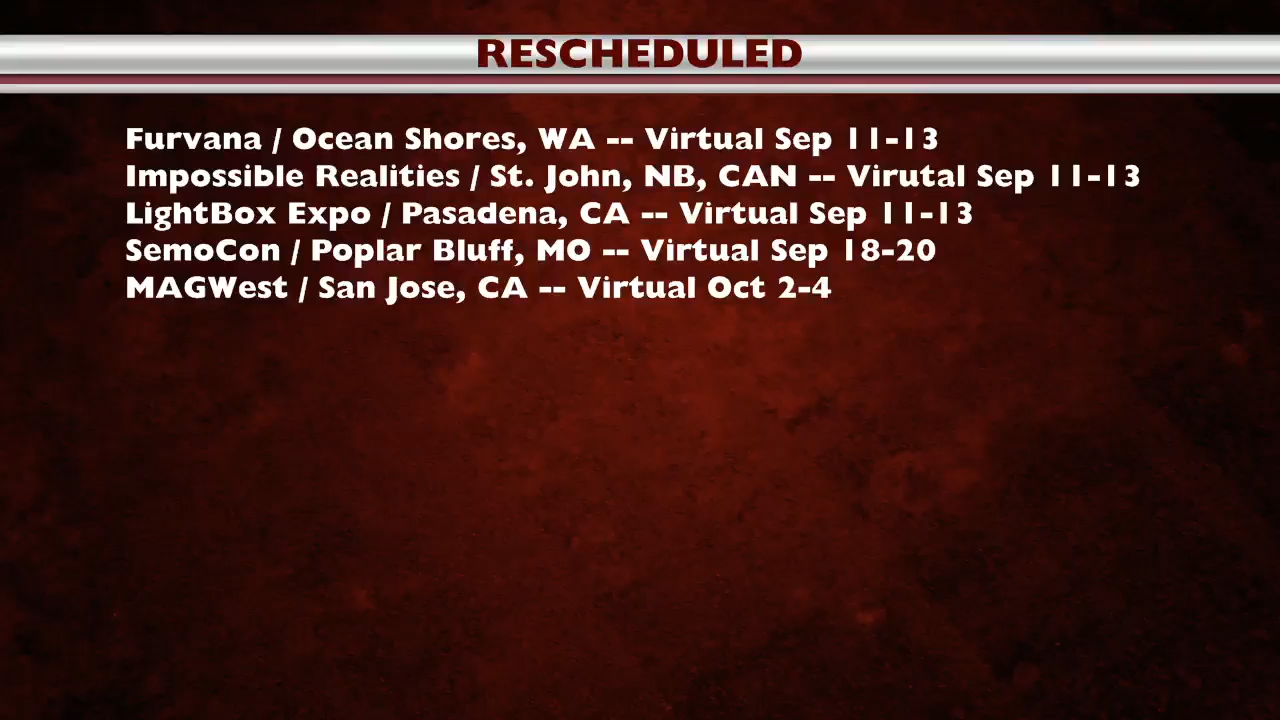 RESCHEDULED
Furvana / Ocean Shores, WA -- Virtual Sep 11-13
Impossible Realities / St. John, NB, CAN -- Virutal Sep 11-13
LightBox Expo / Pasadena, CA -- Virtual Sep 11-13
SemoCon / Poplar Bluff, MO -- Virtual Sep 18-20
MAGWest / San Jose, CA -- Virtual Oct 2-4